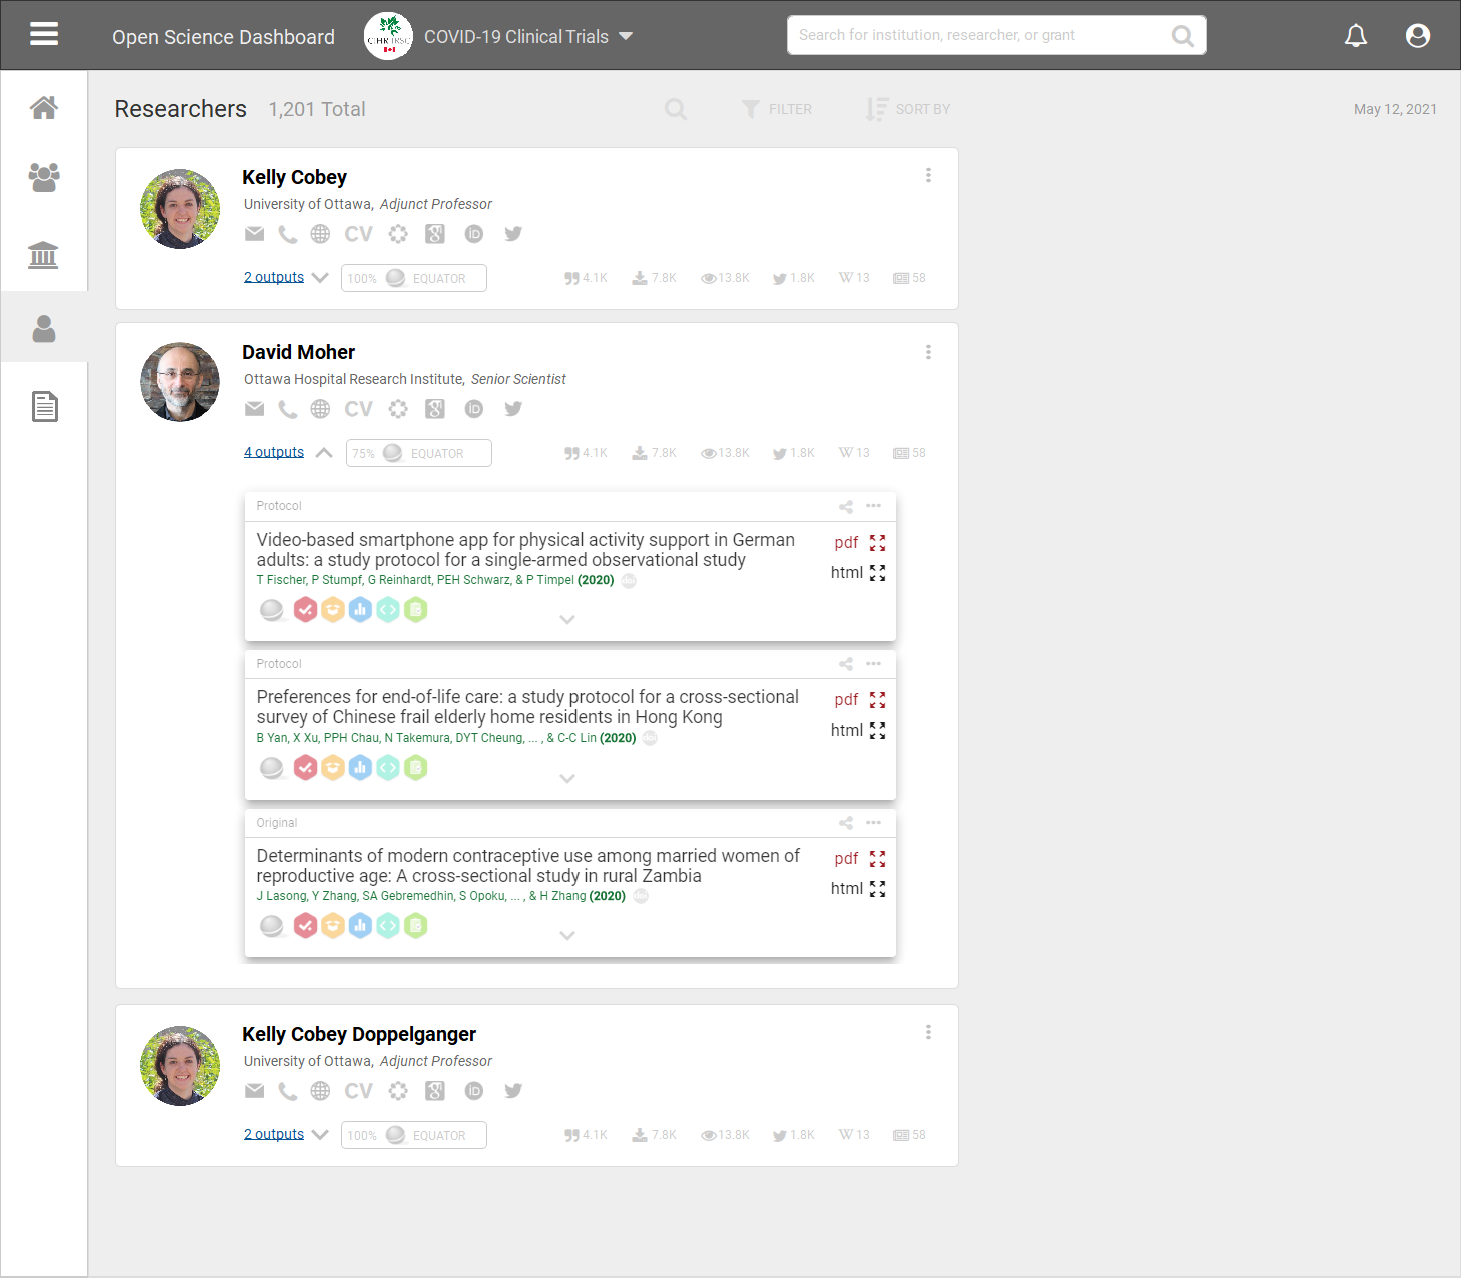 Open Science Dashboard
CIHR IRSC
COVID-19 Clinical Trials
Search for institution, researcher, or grant
Researchers 1,201 Total
FILTER
SORT BY
May 12, 2021
Kelly Cobey
University of Ottawa, Adjunct Professor
CV
iD
2 outputs
100% EQUATOR
4.1K 7.8K 13.8K 1.8K W 13 58
David Moher
Ottawa Hospital Research Institute, Senior Scientist
CV
iD
4 outputs
75% EQUATOR
4.1K 7.8K 13.8K 1.8K W 13 58
Protocol
Video-based smartphone app for physical activity support in German
adults: a study protocol for a single-armed observational study
T Fischer, P Stumpf, G Reinhardt, PEH Schwarz, & P Timpel (2020) doi
pdf
html
Protocol
Preferences for end-of-life care: a study protocol for a cross-sectional
survey of Chinese frail elderly home residents in Hong Kong
B Yan, X Xu, PPH Chau, N Takemura, DYT Cheung, ... , & C-C Lin (2020) doi
pdf
html
Original
Determinants of modern contraceptive use among married women of
reproductive age: A cross-sectional study in rural Zambia
J Lasong, Y Zhang, SA Gebremedhin, S Opoku, ... , & H Zhang (2020) doi
pdf
html
Kelly Cobey Doppelganger
University of Ottawa, Adjunct Professor
CV
iD
2 outputs
100% EQUATOR
4.1K 7.8K 13.8K 1.8K W 13 58